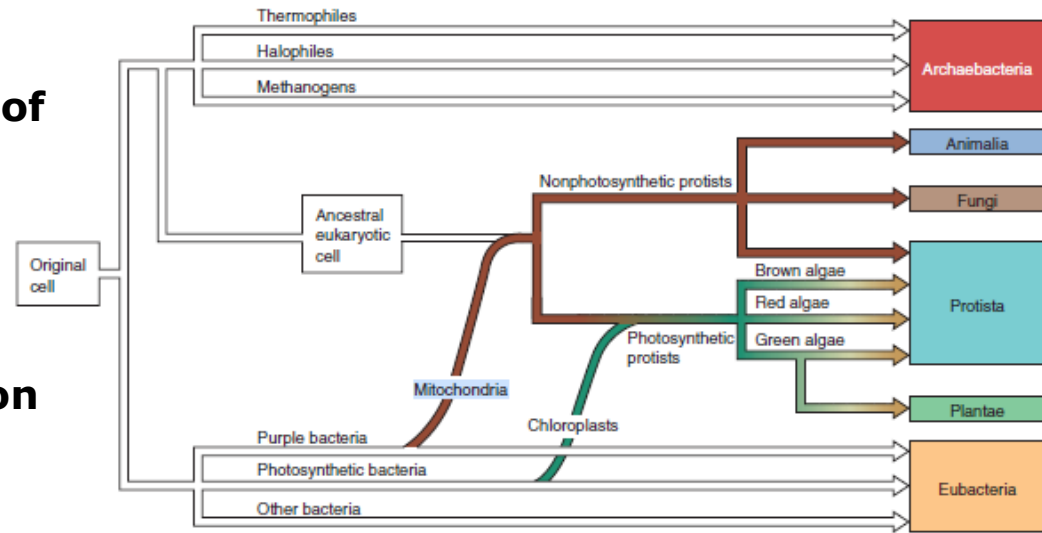 Thermophiles
Halophiles
Archaebacteria
of
Methanogens
Animalia
Nonphotosynthetic protists
Fungi
Ancestral
eukaryotic
cell
Original
cell
Brown algae
Red algae
Protista
Photosynthetic
protists
Green algae
Mitochondria
on
Plantae
Chloroplasts
Purple bacteria
Photosynthetic bacteria
Eubacteria
Other bacteria